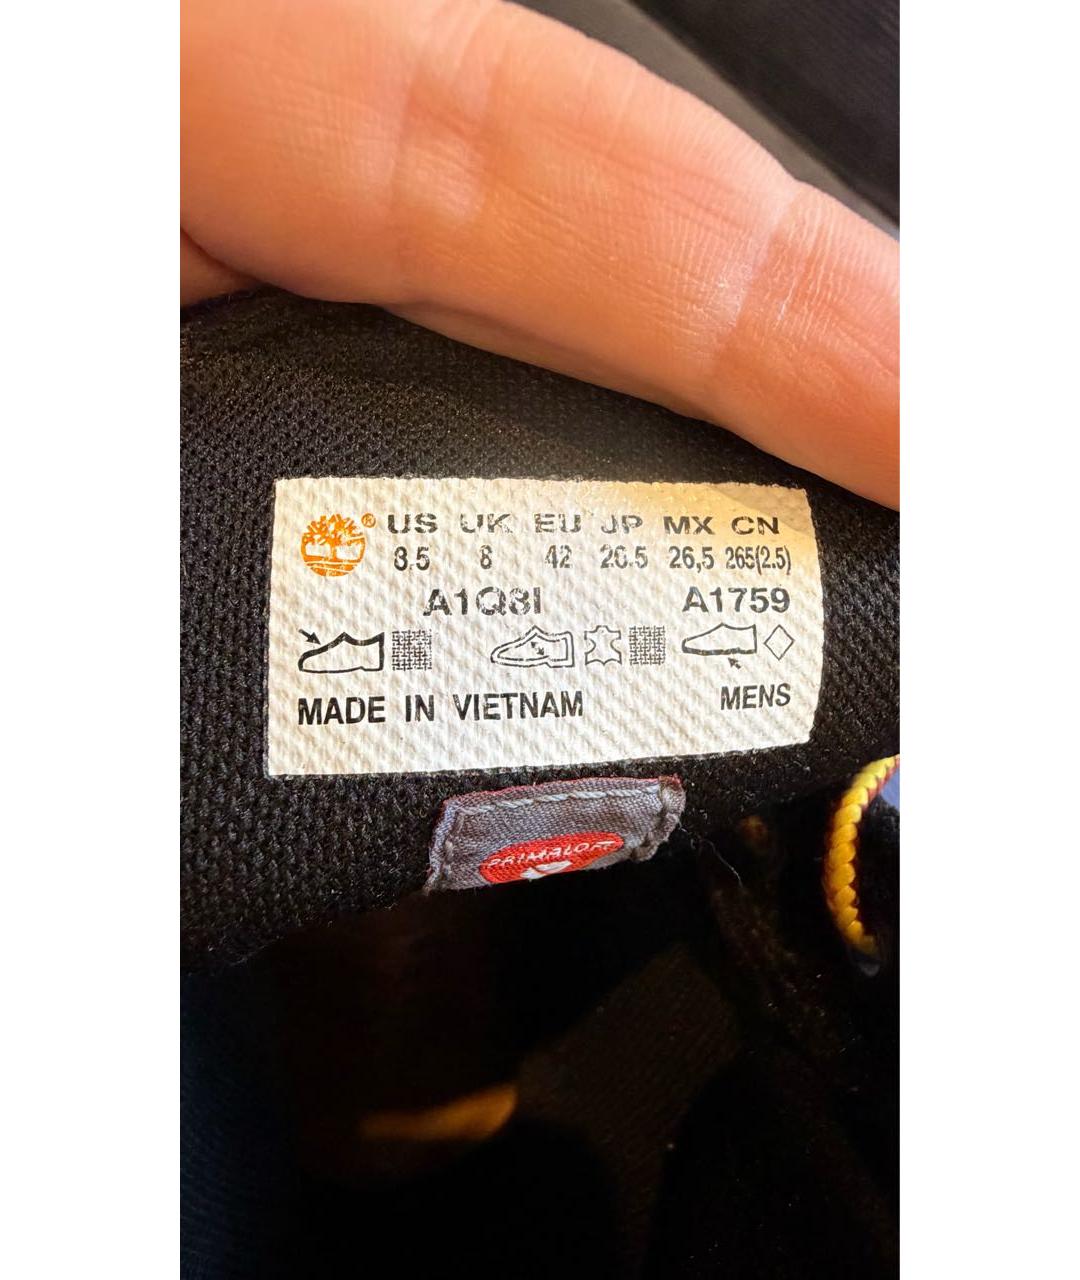 ® US UK EU JP MX CN
8.5 8 42 26.5 26,5 265(2.5)
A1Q8I A1759
MADE IN VIETNAM MENS
PRIMALOFT